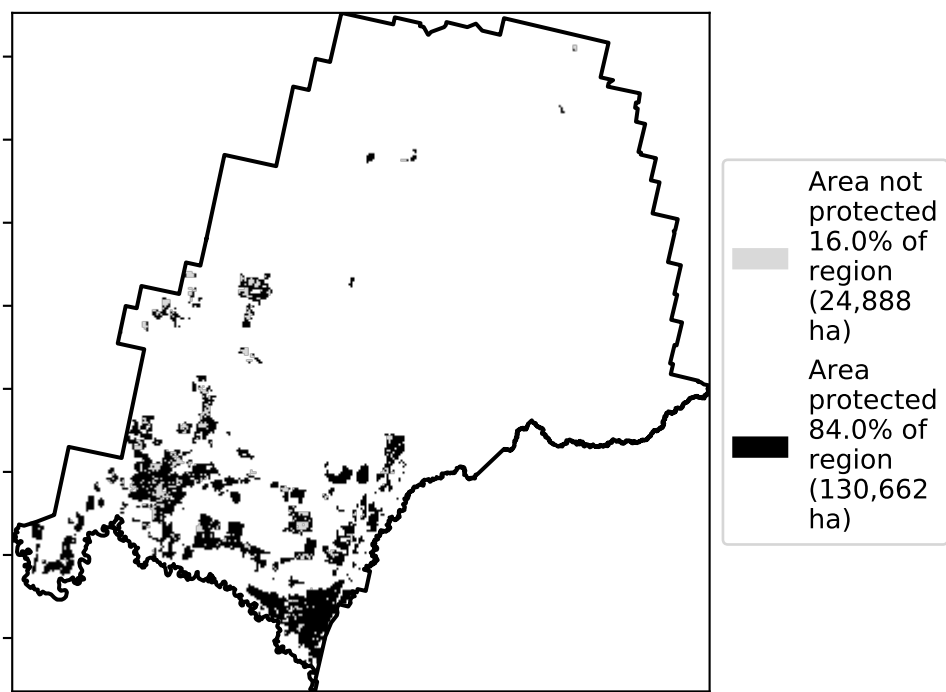 Area not
protected
16.0% of
region
(24,888
ha)
Area
protected
84.0% of
region
(130,662
ha)